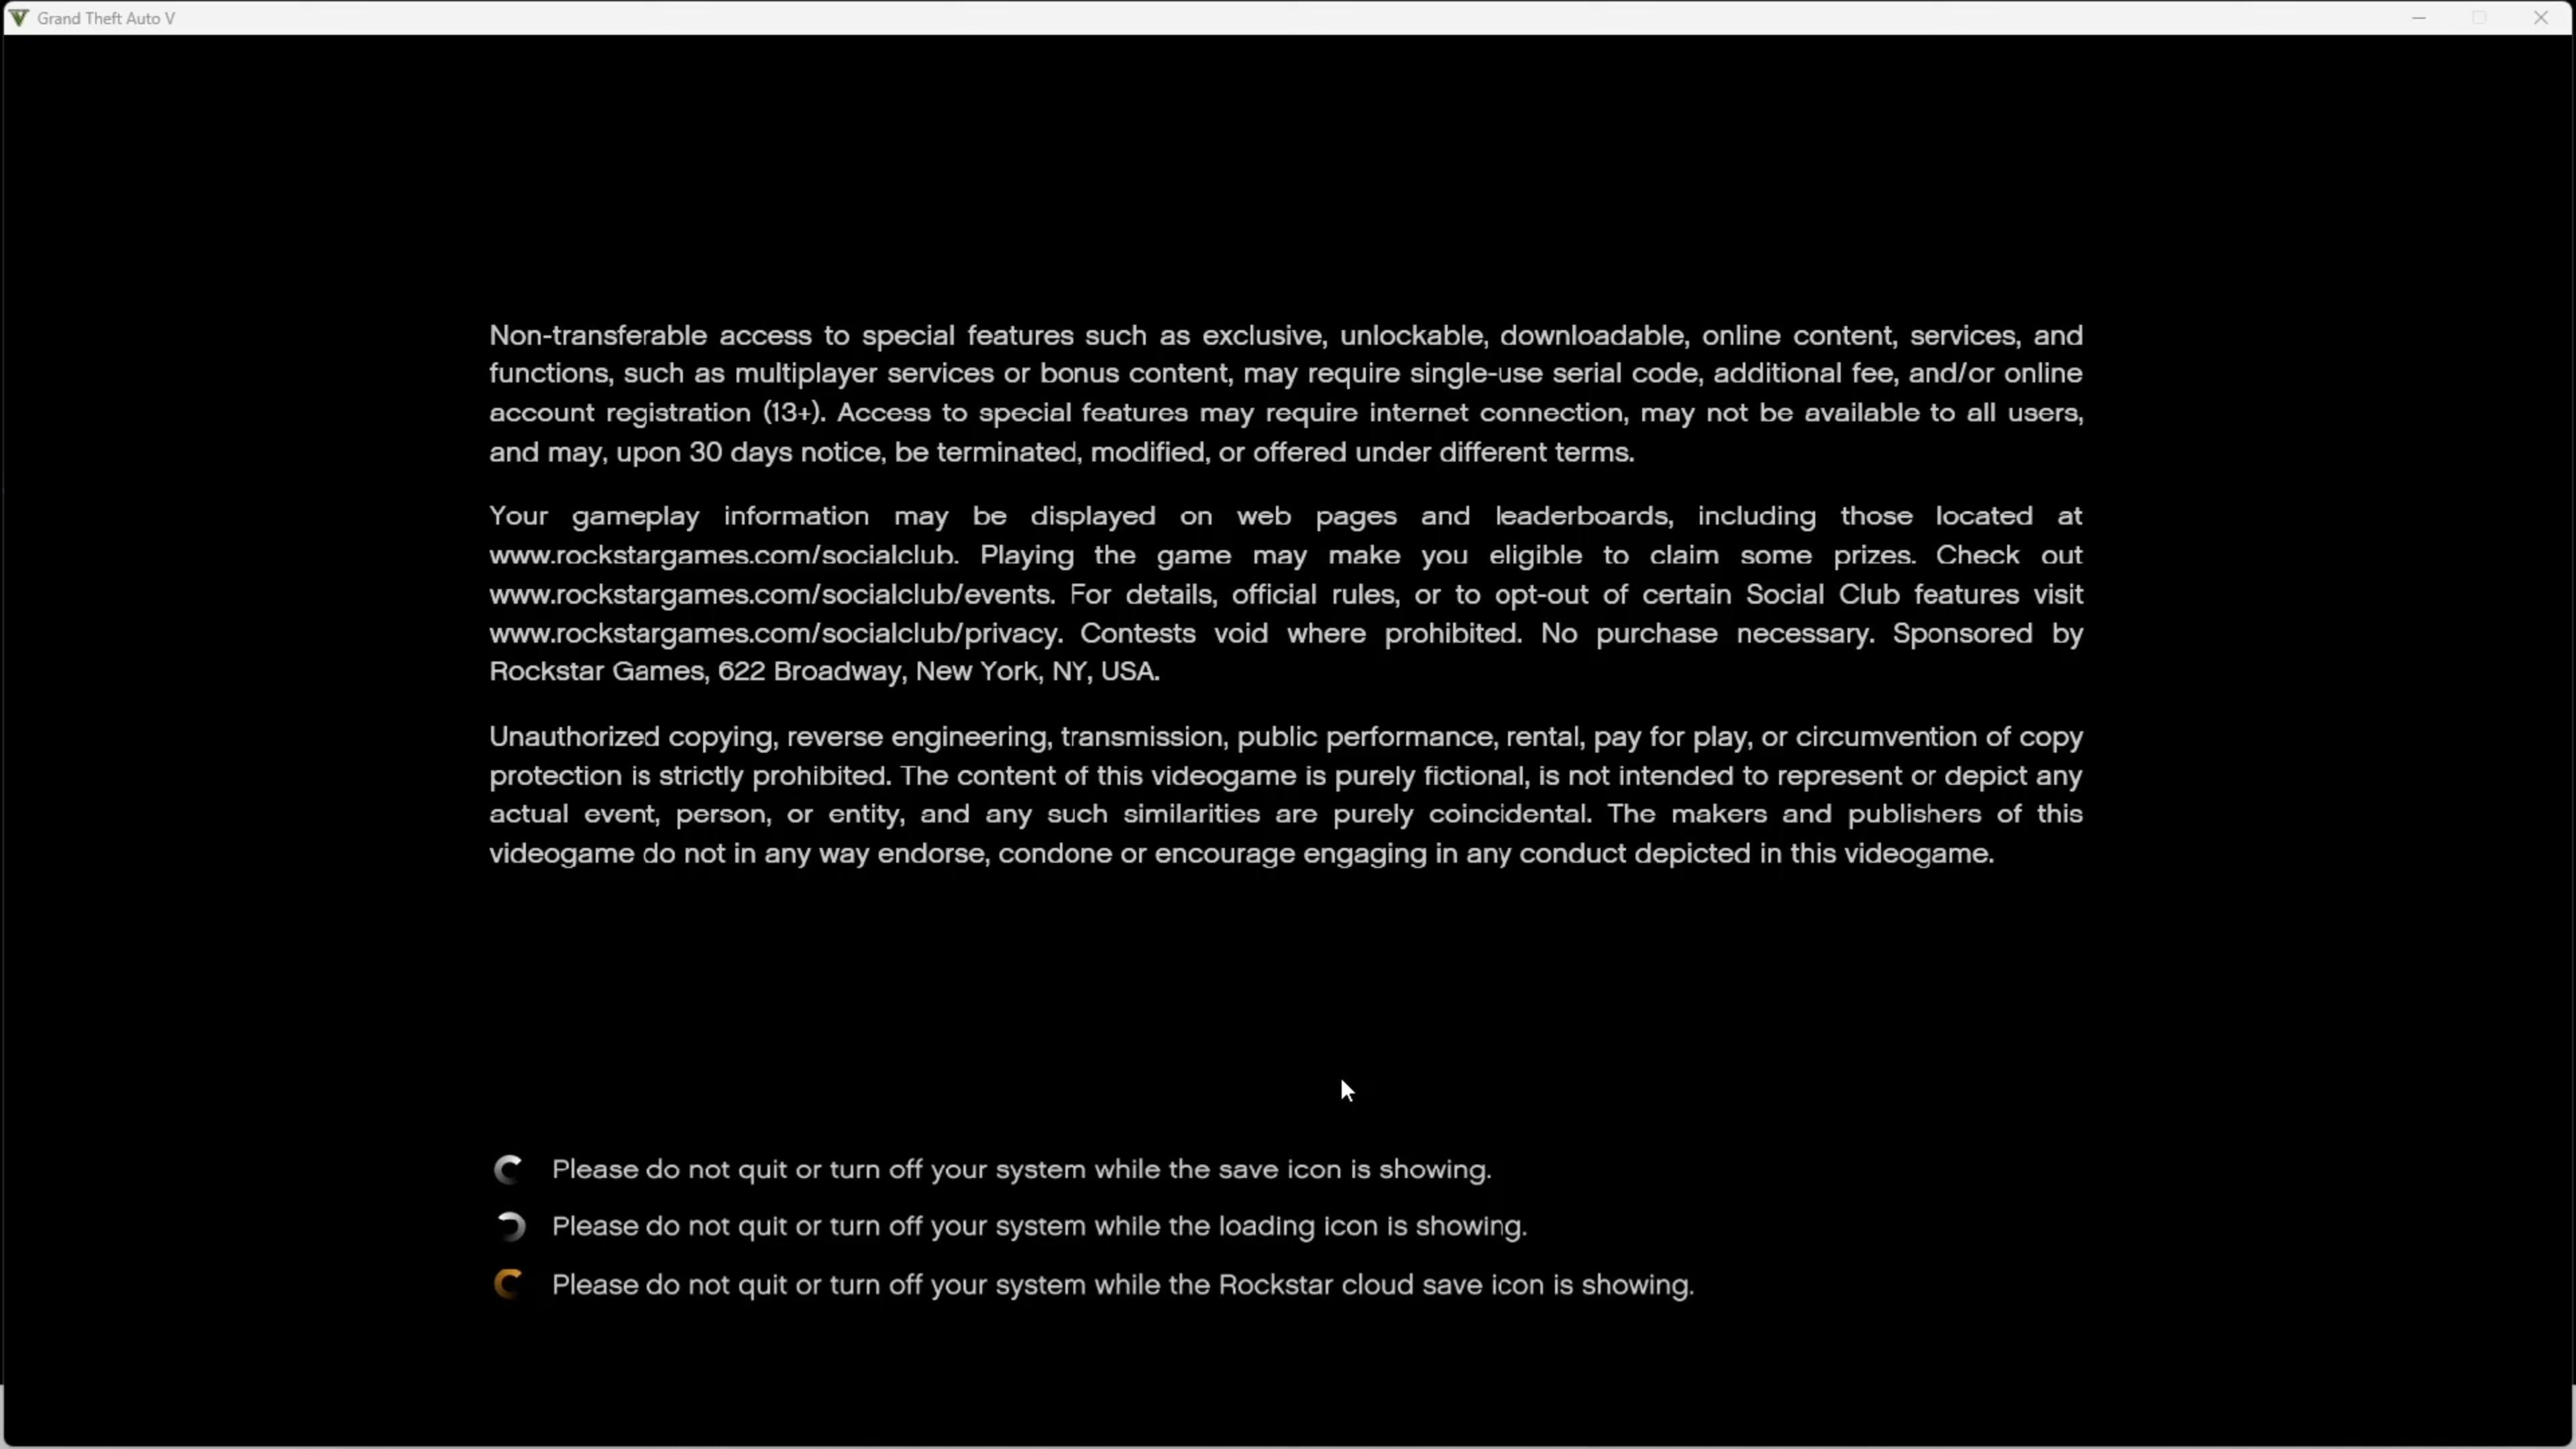 Grand Theft Auto V
Non-transferable access to special features such as exclusive, unlockable, downloadable, online content, services, and
functions, such as multiplayer services or bonus content, may require single-use serial code, additional fee, and/or online
account registration (13+). Access to special features may require internet connection, may not be available to all users,
and may, upon 30 days notice, be terminated, modified, or offered under different terms.
Your gameplay information may be displayed on web pages and leaderboards, including those located at
www.rockstargames.com/socialclub. Playing the game may make you eligible to claim some prizes. Check out
www.rockstargames.com/socialclub/events. For details, official rules, or to opt-out of certain Social Club features visit
www.rockstargames.com/socialclub/privacy. Contests void where prohibited. No purchase necessary. Sponsored by
Rockstar Games, 622 Broadway, New York, NY, USA.
Unauthorized copying, reverse engineering, transmission, public performance, rental, pay for play, or circumvention of copy
protection is strictly prohibited. The content of this videogame is purely fictional, is not intended to represent or depict any
actual event, person, or entity, and any such similarities are purely coincidental. The makers and publishers of this
videogame do not in any way endorse, condone or encourage engaging in any conduct depicted in this videogame.
Please do not quit or turn off your system while the save icon is showing.
Please do not quit or turn off your system while the loading icon is showing.
Please do not quit or turn off your system while the Rockstar cloud save icon is showing.